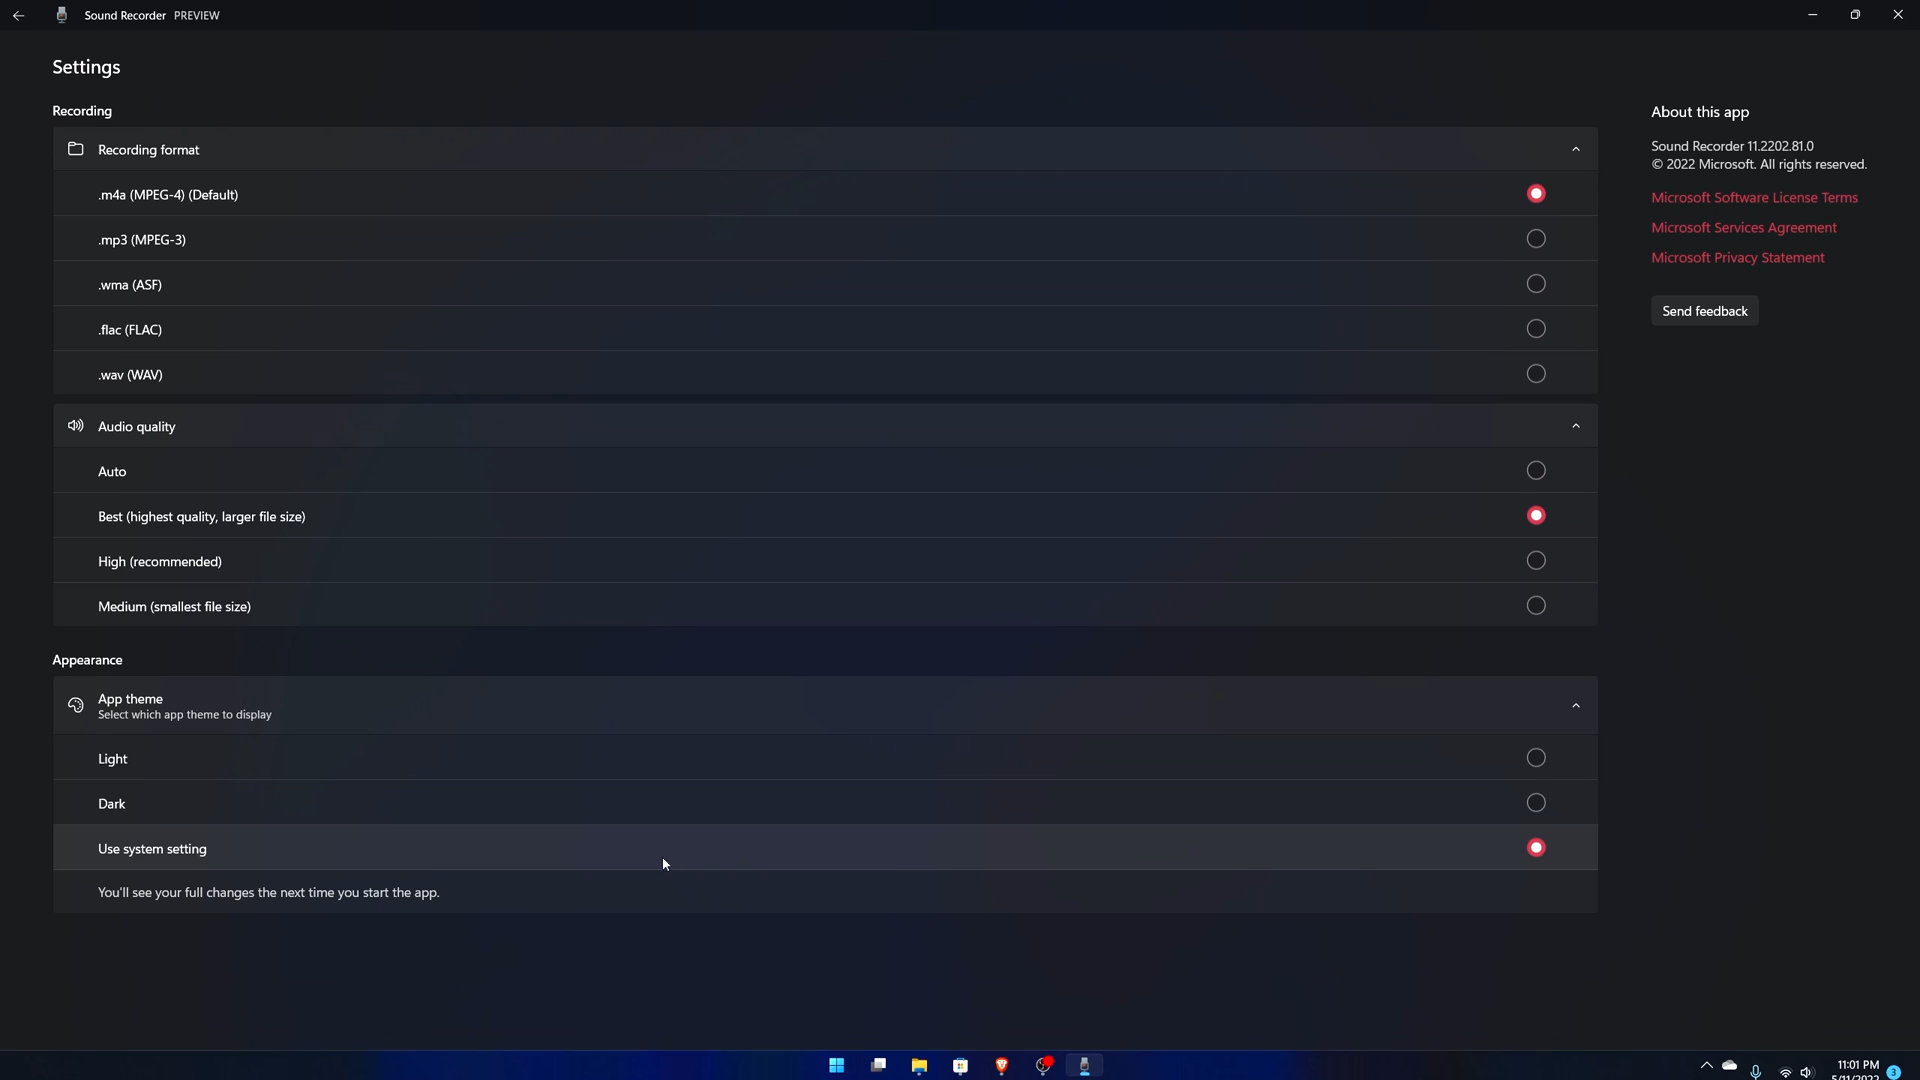 Sound Recorder PREVIEW
Settings
Recording
Recording format
.m4a (MPEG-4) (Default)
.mp3 (MPEG-3)
.wma (ASF)
.flac (FLAC)
.wav (WAV)
Audio quality
Auto
Best (highest quality, larger file size)
High (recommended)
Medium (smallest file size)
Appearance
App theme
Select which app theme to display
Light
Dark
Use system setting
You'll see your full changes the next time you start the app.
About this app
Sound Recorder 11.2202.81.0
© 2022 Microsoft. All rights reserved.
Microsoft Software License Terms
Microsoft Services Agreement
Microsoft Privacy Statement
Send feedback
11:01 PM
5/11/2022
3